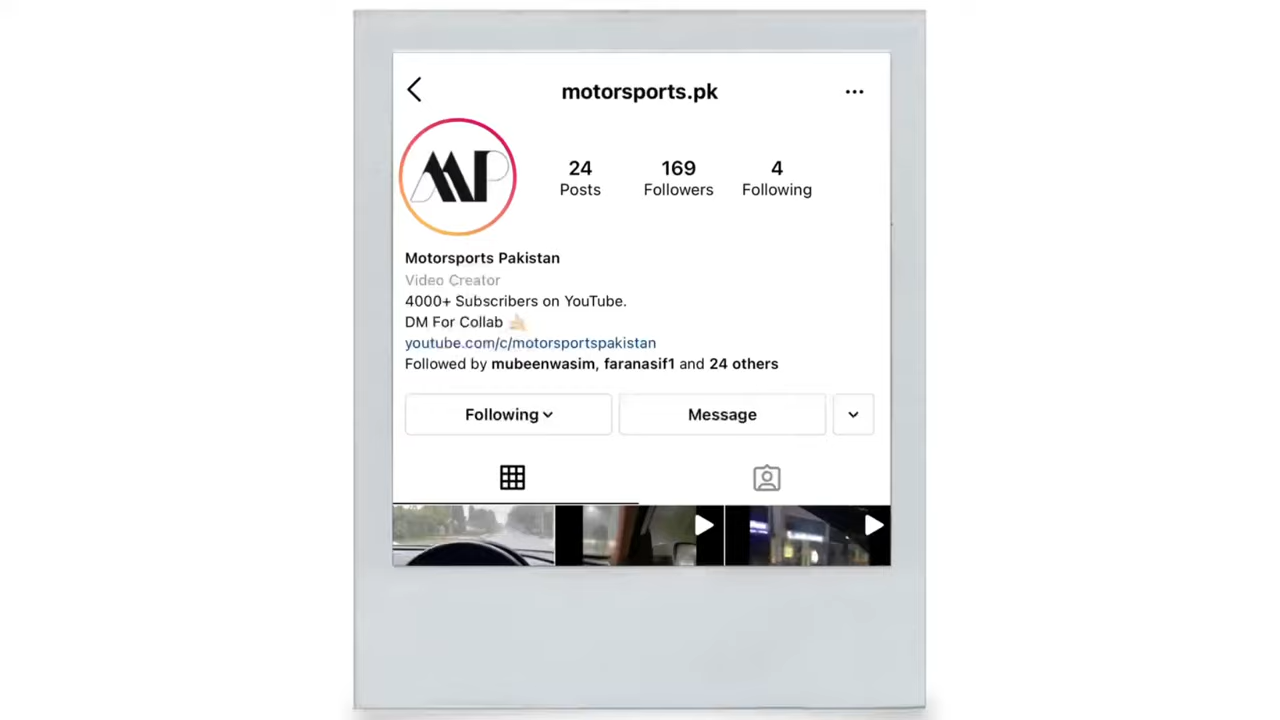 motorsports.pk
MP
24 169 4
Posts Followers Following
Motorsports Pakistan
Video Creator
4000+ Subscribers on YouTube.
DM For Collab
youtube.com/c/motorsportspakistan
Followed by mubeenwasim, faranasif1 and 24 others
Following Message